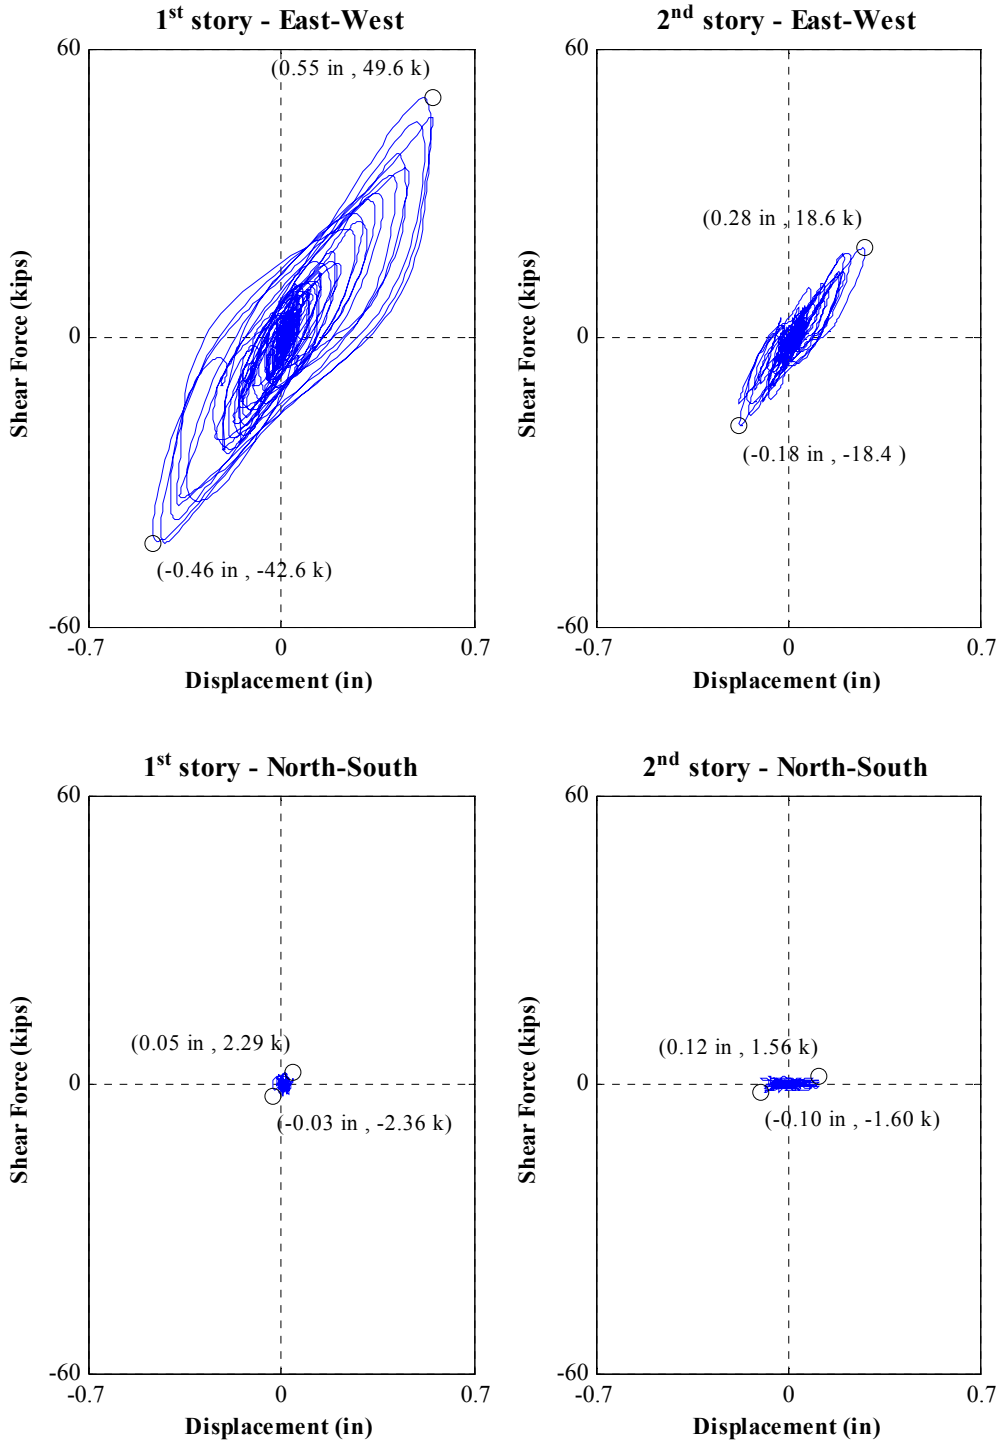 1st story - East-West
60
(0.55 in , 49.6 k)
0
(-0.46 in , -42.6 k)
-60
-0.7 0 0.7
Shear Force (kips)
Displacement (in)
2nd story - East-West
60
(0.28 in , 18.6 k)
0
(-0.18 in , -18.4 )
-60
-0.7 0 0.7
Shear Force (kips)
Displacement (in)
1st story - North-South
60
(0.05 in , 2.29 k)
0
(-0.03 in , -2.36 k)
-60
-0.7 0 0.7
Shear Force (kips)
Displacement (in)
2nd story - North-South
60
(0.12 in , 1.56 k)
0
(-0.10 in , -1.60 k)
-60
-0.7 0 0.7
Shear Force (kips)
Displacement (in)